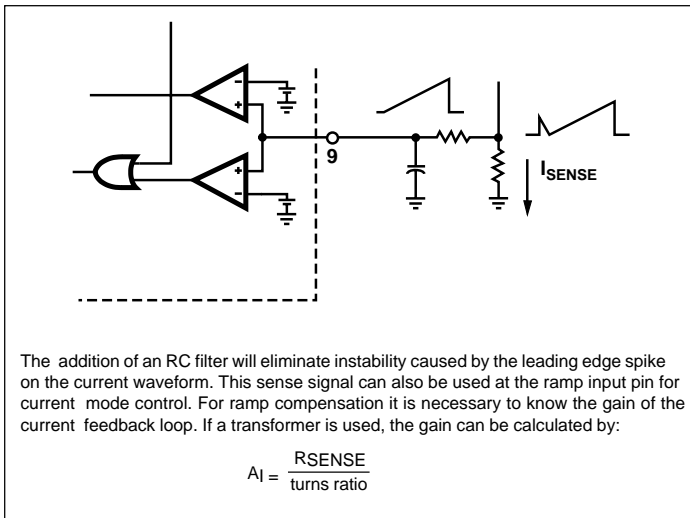 9
ISENSE
The addition of an RC filter will eliminate instability caused by the leading edge spike
on the current waveform. This sense signal can also be used at the ramp input pin for
current mode control. For ramp compensation it is necessary to know the gain of the
current feedback loop. If a transformer is used, the gain can be calculated by:
AI = RSENSE
turns ratio